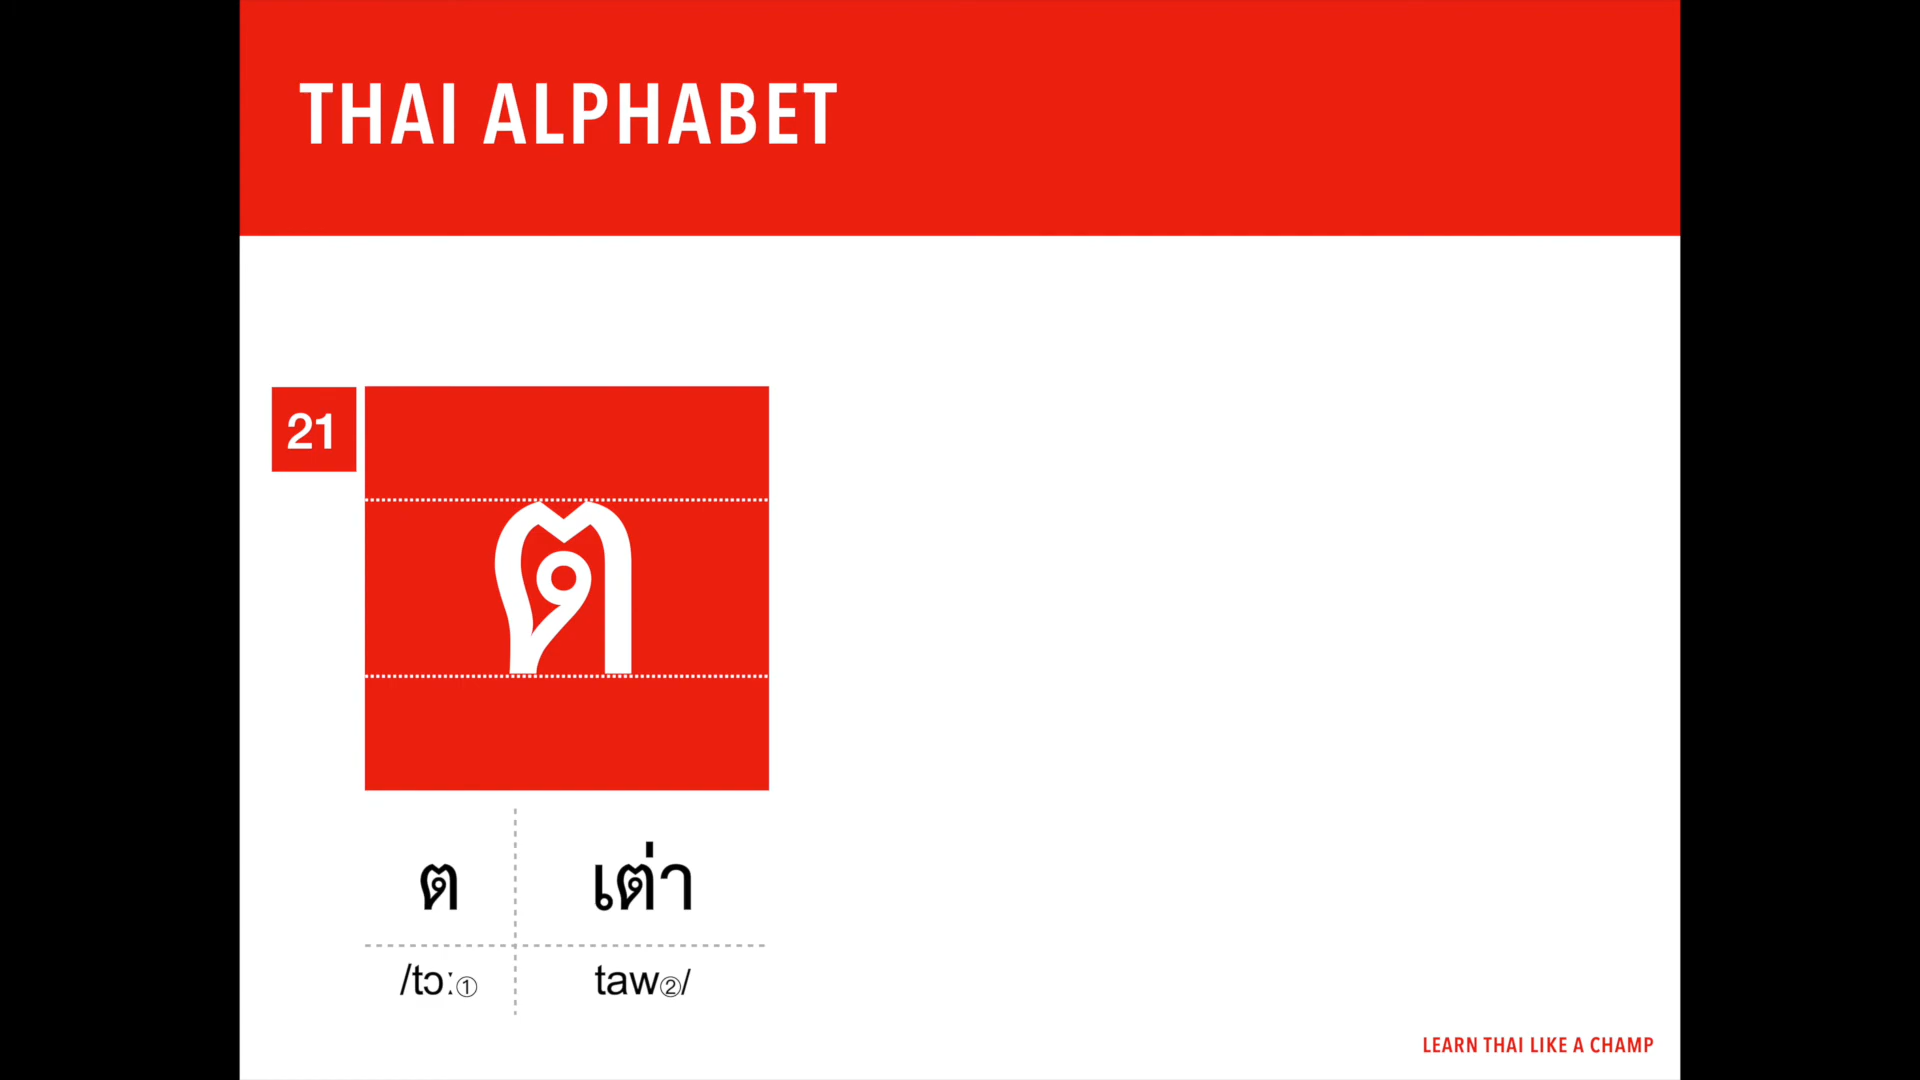 THAI ALPHABET
21
ต
ต เต่า
/tɔː① taw②/
LEARN THAI LIKE A CHAMP